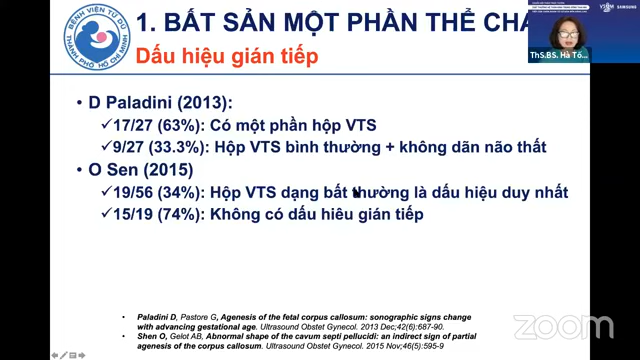 BỆNH VIỆN TỪ DŨ
THÀNH PHỐ HỒ CHÍ MINH
1. BẤT SẢN MỘT PHẦN THỂ CHA
Dấu hiệu gián tiếp
VSUM SAMSUNG
ThS.BS. Hà Tố...
• D Paladini (2013):
✓17/27 (63%): Có một phần hộp VTS
✓9/27 (33.3%): Hộp VTS bình thường + không dãn não thất
• O Sen (2015)
✓19/56 (34%): Hộp VTS dạng bất thường là dấu hiệu duy nhất
✓15/19 (74%): Không có dấu hiêu gián tiếp
• Paladini D, Pastore G, Agenesis of the fetal corpus callosum: sonographic signs change
with advancing gestational age. Ultrasound Obstet Gynecol. 2013 Dec;42(6):687-90.
• Shen O, Gelot AB, Abnormal shape of the cavum septi pellucidi: an indirect sign of partial
agenesis of the corpus callosum. Ultrasound Obstet Gynecol. 2015 Nov;46(5):595-9
zoom